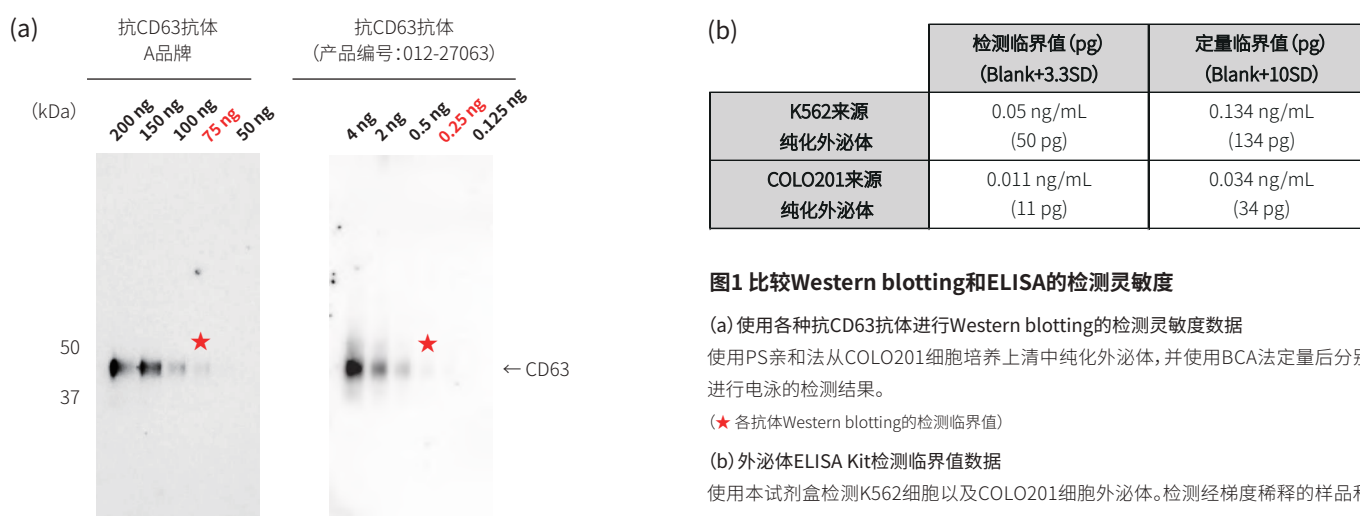 (a)
抗CD63抗体
A品牌
抗CD63抗体
(产品编号:012-27063)
(kDa)
200 ng
150 ng
100 ng
75 ng
50 ng
4 ng
2 ng
0.5 ng
0.25 ng
0.125 ng
50
37
← CD63
(b)
检测临界值(pg)
(Blank+3.3SD)
定量临界值(pg)
(Blank+10SD)
K562来源
纯化外泌体
0.05 ng/mL
(50 pg)
0.134 ng/mL
(134 pg)
COLO201来源
纯化外泌体
0.011 ng/mL
(11 pg)
0.034 ng/mL
(34 pg)
图1 比较Western blotting和ELISA的检测灵敏度
(a)使用各种抗CD63抗体进行Western blotting的检测灵敏度数据
使用PS亲和法从COLO201细胞培养上清中纯化外泌体,并使用BCA法定量后分别
进行电泳的检测结果。
(★ 各抗体Western blotting的检测临界值)
(b)外泌体ELISA Kit检测临界值数据
使用本试剂盒检测K562细胞以及COLO201细胞外泌体。检测经梯度稀释的样品和